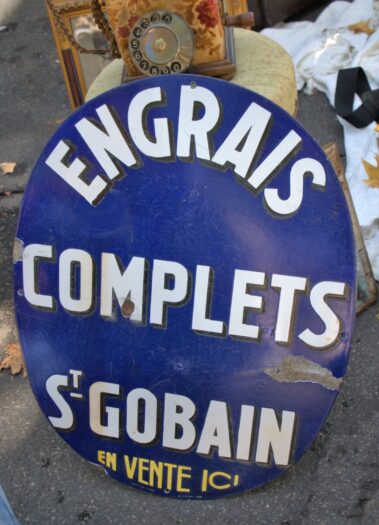 ENGRAIS
COMPLETS
ST GOBAIN
EN VENTE ICI